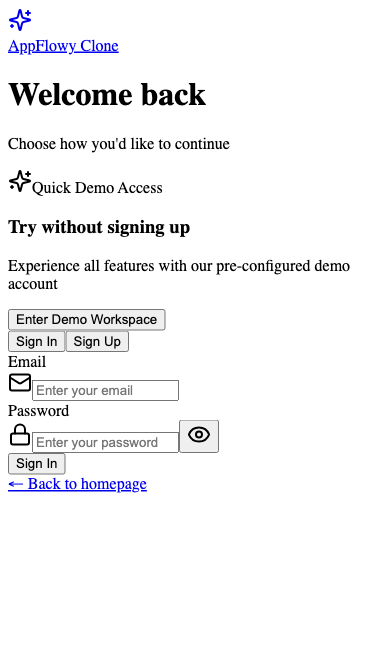 AppFlowy Clone
Welcome back
Choose how you'd like to continue
Quick Demo Access
Try without signing up
Experience all features with our pre-configured demo
account
Enter Demo Workspace
Sign In Sign Up
Email
Enter your email
Password
Enter your password
Sign In
← Back to homepage